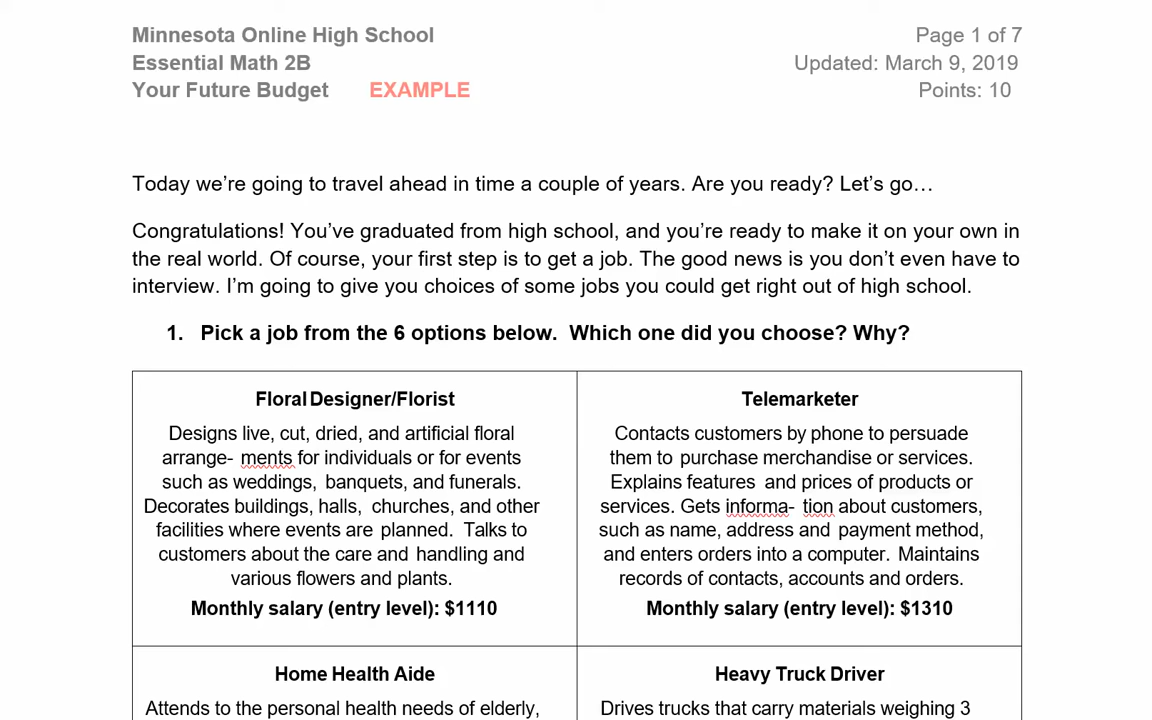 Minnesota Online High School
Page 1 of 7
Essential Math 2B
Updated: March 9, 2019
Your Future Budget EXAMPLE
Points: 10
Today we’re going to travel ahead in time a couple of years. Are you ready? Let’s go…
Congratulations! You’ve graduated from high school, and you’re ready to make it on your own in
the real world. Of course, your first step is to get a job. The good news is you don’t even have to
interview. I’m going to give you choices of some jobs you could get right out of high school.
1. Pick a job from the 6 options below. Which one did you choose? Why?
Floral Designer/Florist
Designs live, cut, dried, and artificial floral
arrange- ments for individuals or for events
such as weddings, banquets, and funerals.
Decorates buildings, halls, churches, and other
facilities where events are planned. Talks to
customers about the care and handling and
various flowers and plants.
Monthly salary (entry level): $1110
Telemarketer
Contacts customers by phone to persuade
them to purchase merchandise or services.
Explains features and prices of products or
services. Gets informa- tion about customers,
such as name, address and payment method,
and enters orders into a computer. Maintains
records of contacts, accounts and orders.
Monthly salary (entry level): $1310
Home Health Aide
Attends to the personal health needs of elderly,
Heavy Truck Driver
Drives trucks that carry materials weighing 3